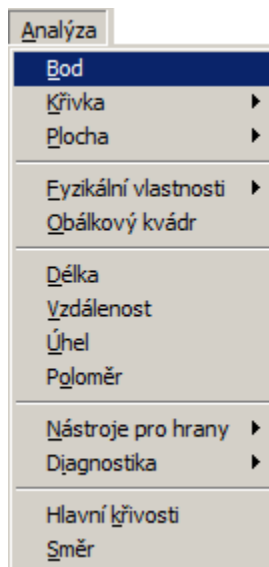 Analýza
Bod
Křivka
Plocha
Fyzikální vlastnosti
Obálkový kvádr
Délka
Vzdálenost
Úhel
Poloměr
Nástroje pro hrany
Diagnostika
Hlavní křivosti
Směr